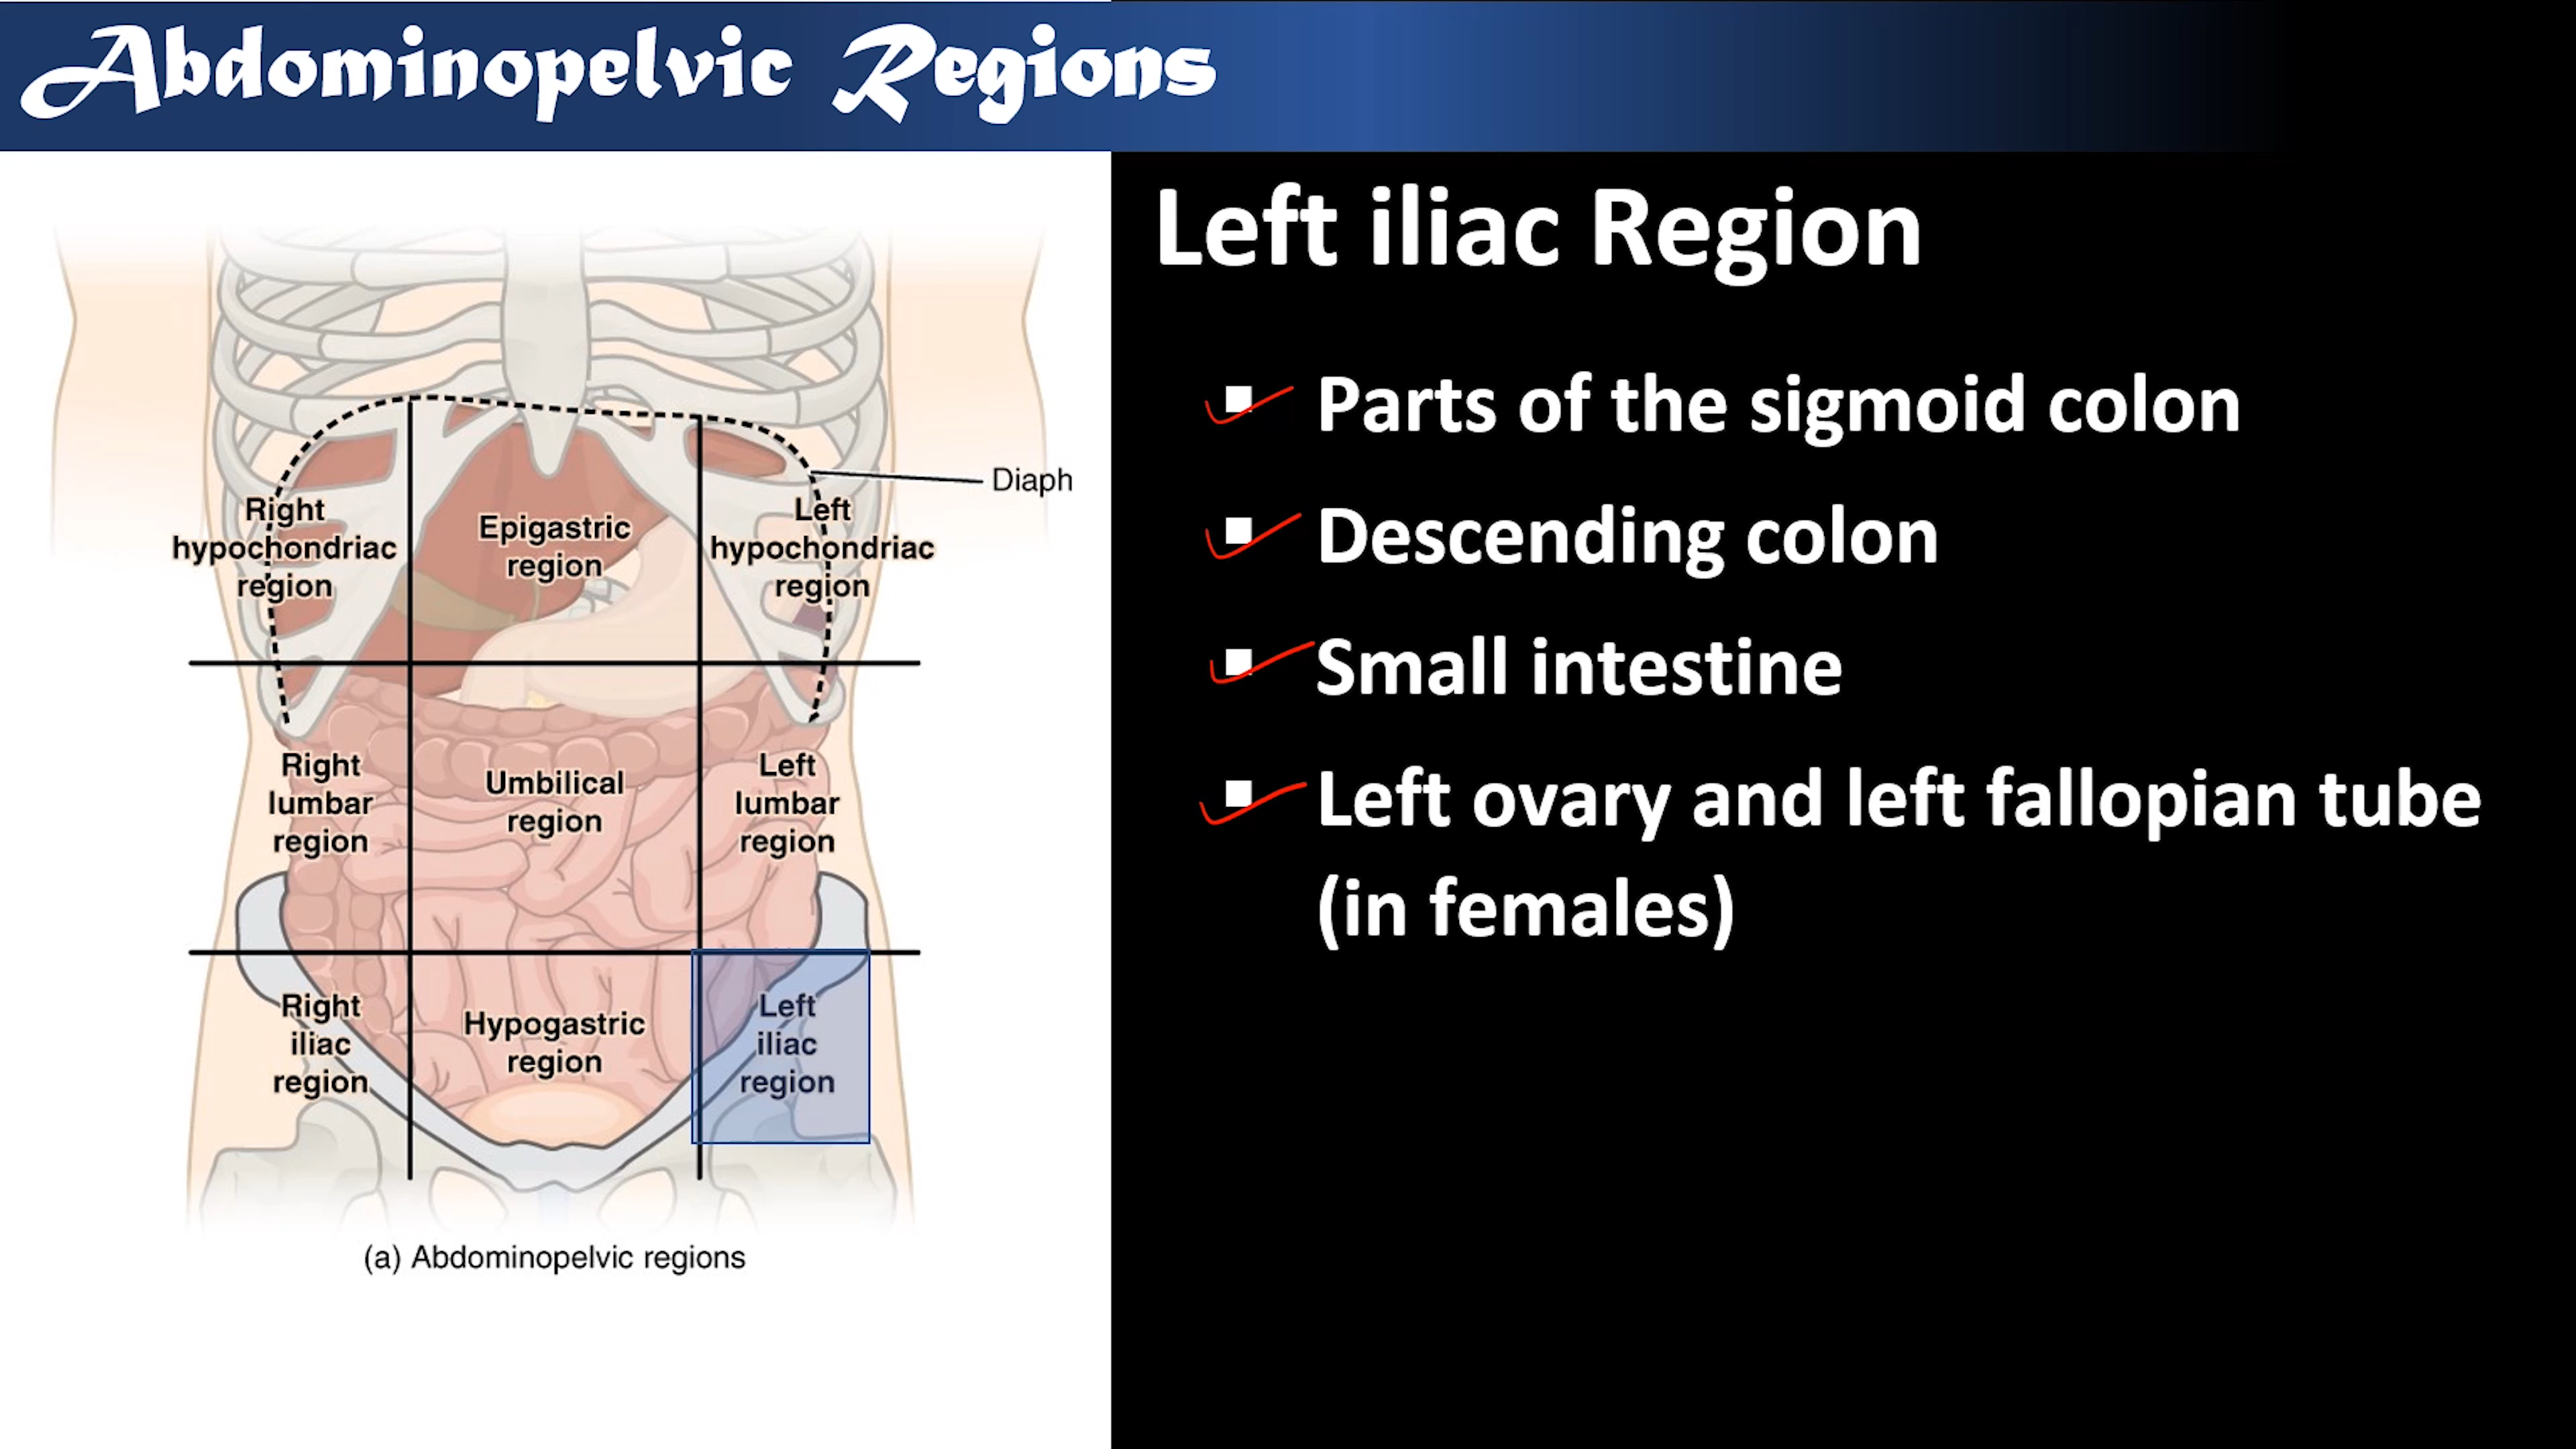 Abdominopelvic Regions
Left iliac Region
Parts of the sigmoid colon
Descending colon
Small intestine
Left ovary and left fallopian tube
(in females)
Diaph
Right
hypochondriac
region
Epigastric
region
Left
hypochondriac
region
Right
lumbar
region
Umbilical
region
Left
lumbar
region
Right
iliac
region
Hypogastric
region
Left
iliac
region
(a) Abdominopelvic regions